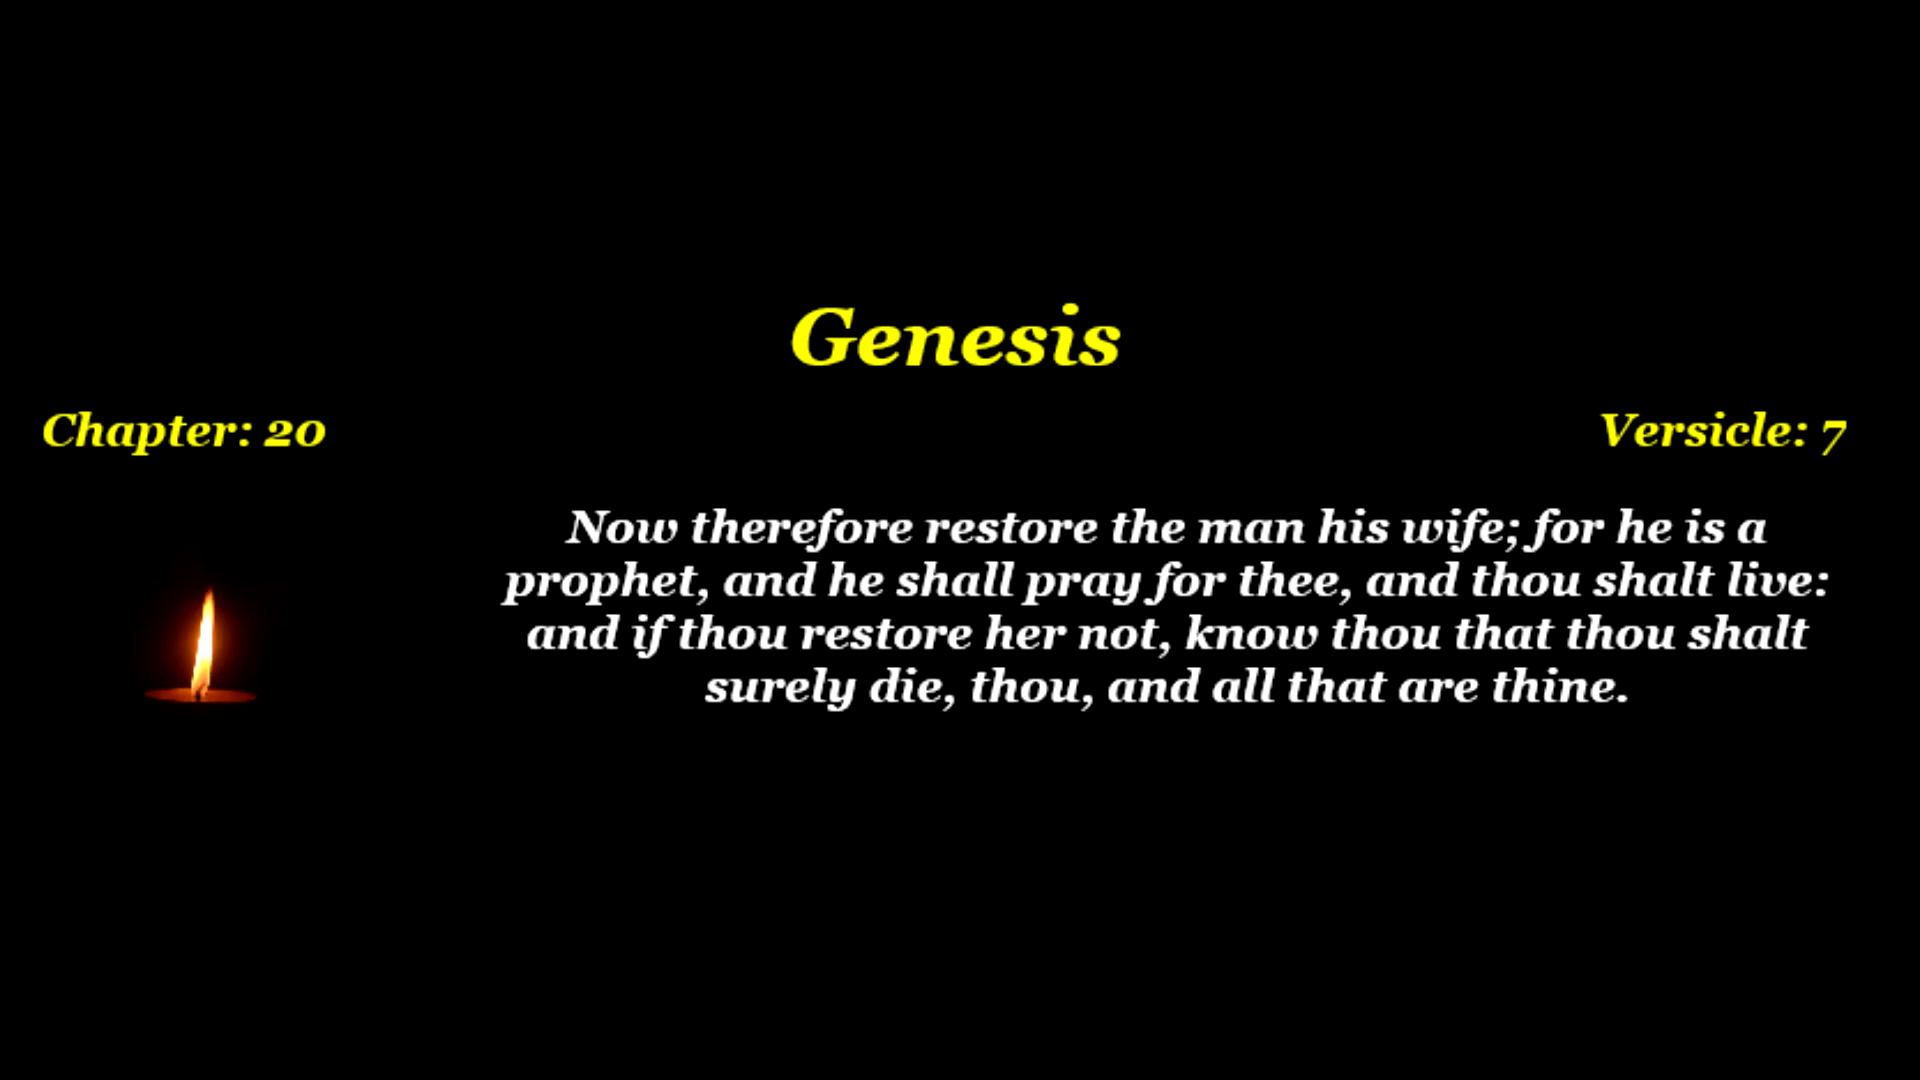 Genesis
Chapter: 20
Versicle: 7
Now therefore restore the man his wife; for he is a
prophet, and he shall pray for thee, and thou shalt live:
and if thou restore her not, know thou that thou shalt
surely die, thou, and all that are thine.